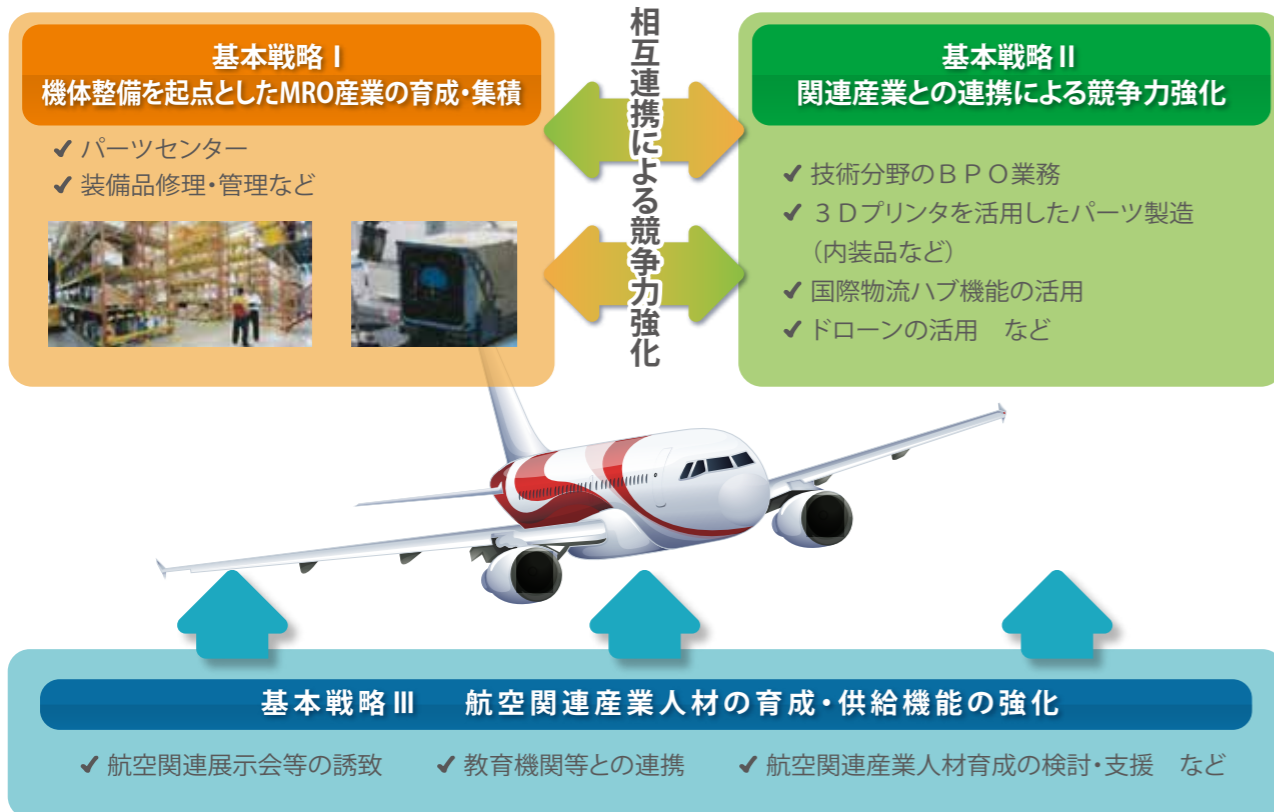 基本戦略Ⅰ
機体整備を起点としたMRO産業の育成・集積
✔ パーツセンター
✔ 装備品修理・管理など
相互連携による競争力強化
基本戦略Ⅱ
関連産業との連携による競争力強化
✔ 技術分野のＢＰＯ業務
✔ ３Ｄプリンタを活用したパーツ製造
（内装品など）
✔ 国際物流ハブ機能の活用
✔ ドローンの活用　など
基本戦略Ⅲ　航空関連産業人材の育成・供給機能の強化
✔ 航空関連展示会等の誘致　✔ 教育機関等との連携　✔ 航空関連産業人材育成の検討・支援　など